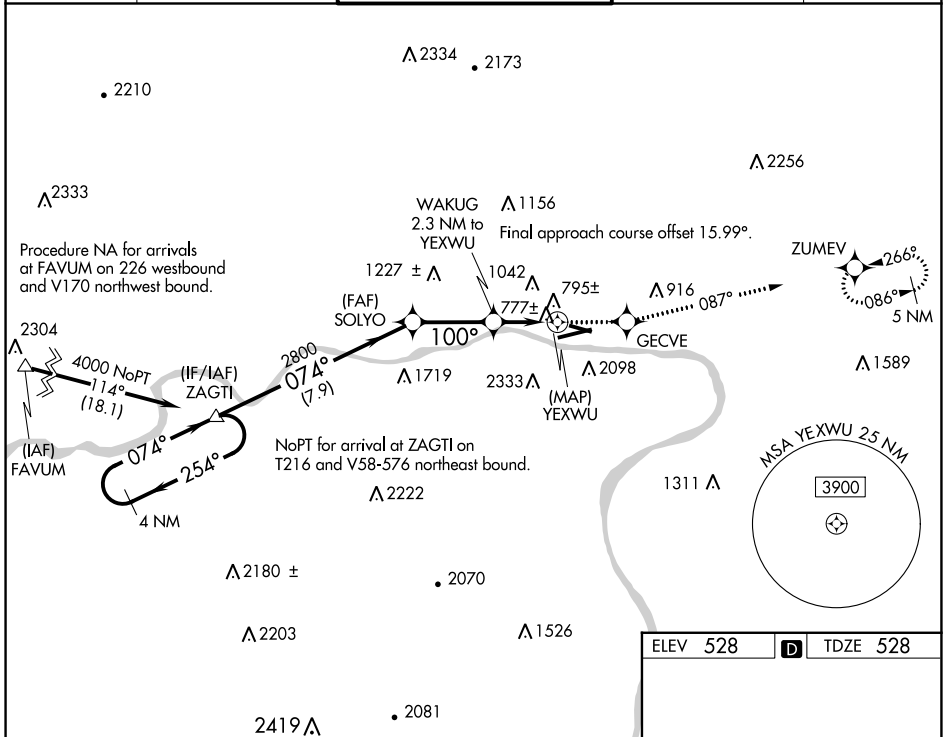 2334
2173
2210
2256
2333
WAKUG
2.3 NM to
YEXWU
1156
Final approach course offset 15.99°.
Procedure NA for arrivals
at FAVUM on 226 westbound
and V170 northwest bound.
ZUMEV
266°
086°
5 NM
1227 ±
1042
795±
916
087°
(FAF)
SOLYO
777±
100°
GECVE
2304
4000 NoPT
114°
(18.1)
(IF/IAF)
ZAGTI
2800
074°
(7.9)
1719
2333
2098
(MAP)
YEXWU
1589
(IAF)
FAVUM
074°
254°
4 NM
NoPT for arrival at ZAGTI on
T216 and V58-576 northeast bound.
2222
1311
MSA YEXWU 25 NM
3900
2180 ±
2070
2203
1526
ELEV 528
D
TDZE 528
2419
2081